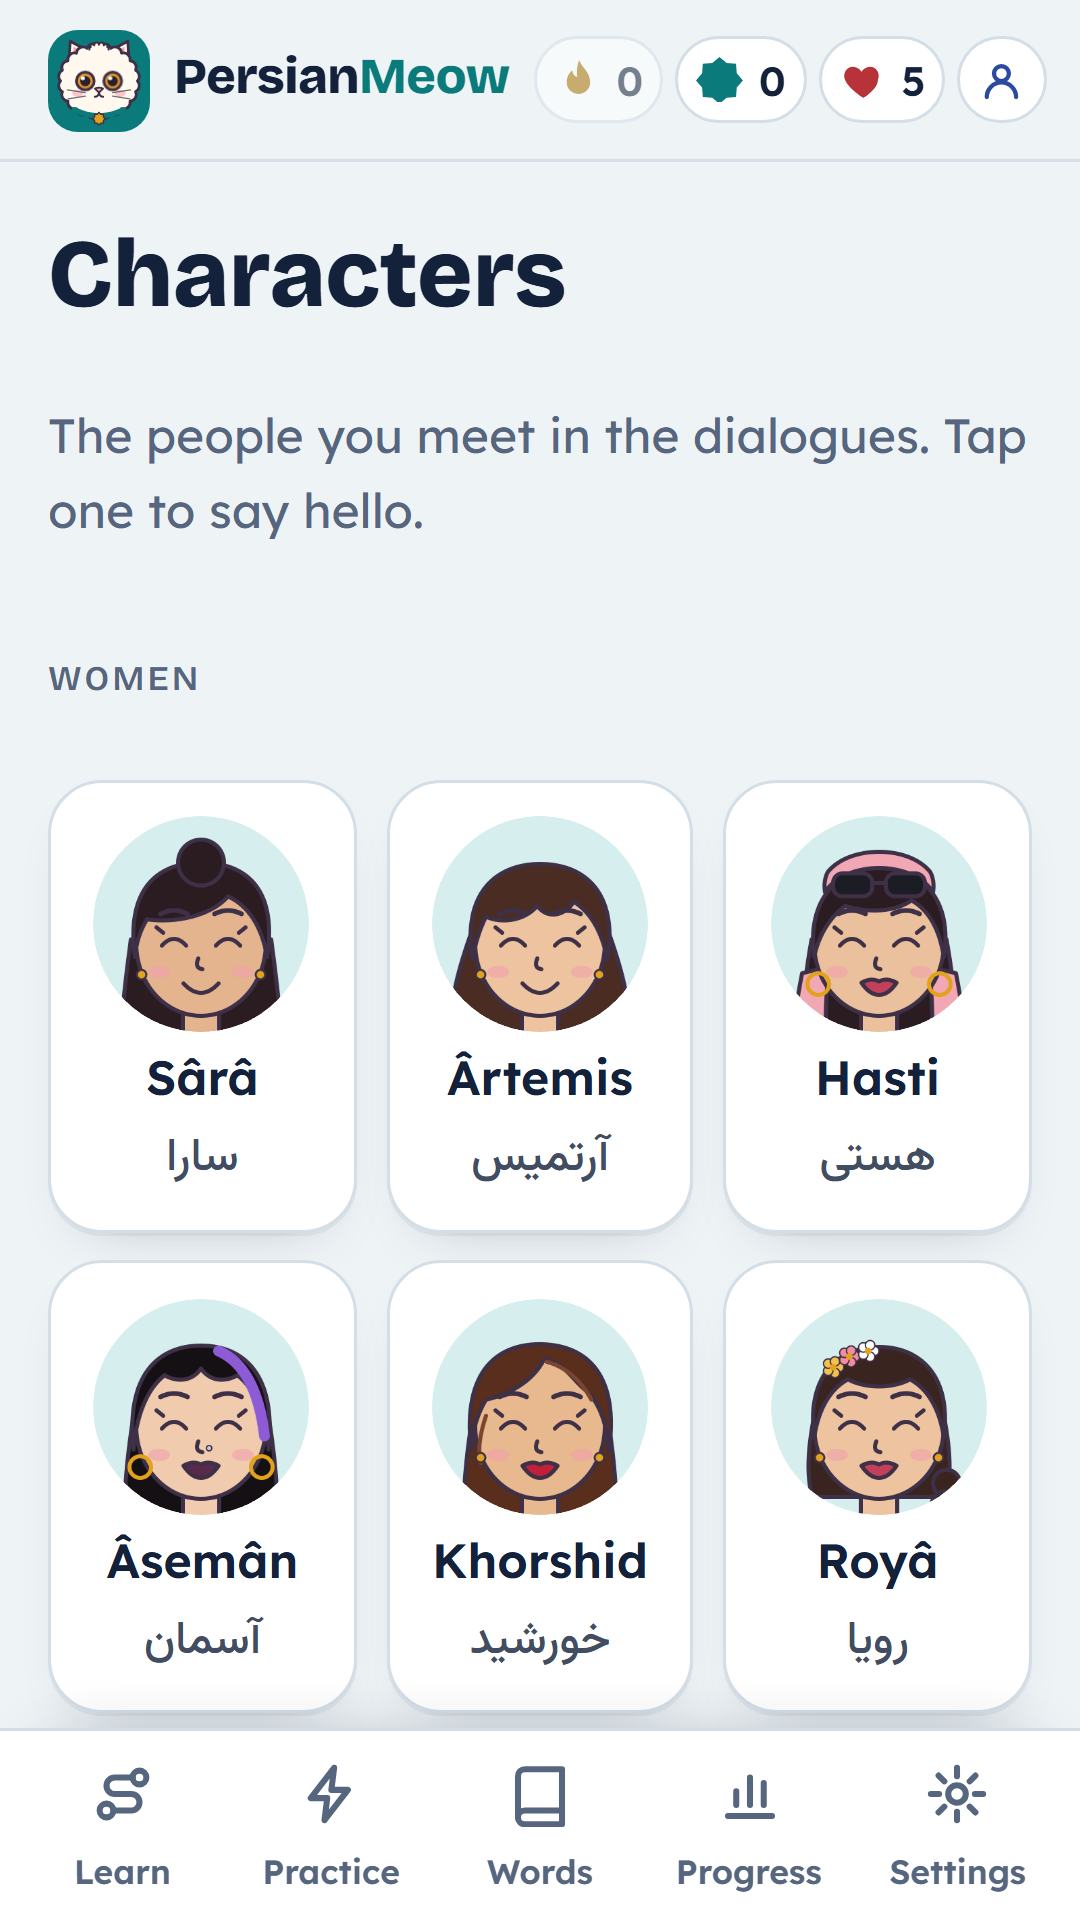 PersianMeow
0
0
5
Characters
The people you meet in the dialogues. Tap
one to say hello.
WOMEN
Sârâ
سارا
Ârtemis
آرتمیس
Hasti
هستی
Âsemân
آسمان
Khorshid
خورشید
Royâ
رویا
Learn
Practice
Words
Progress
Settings